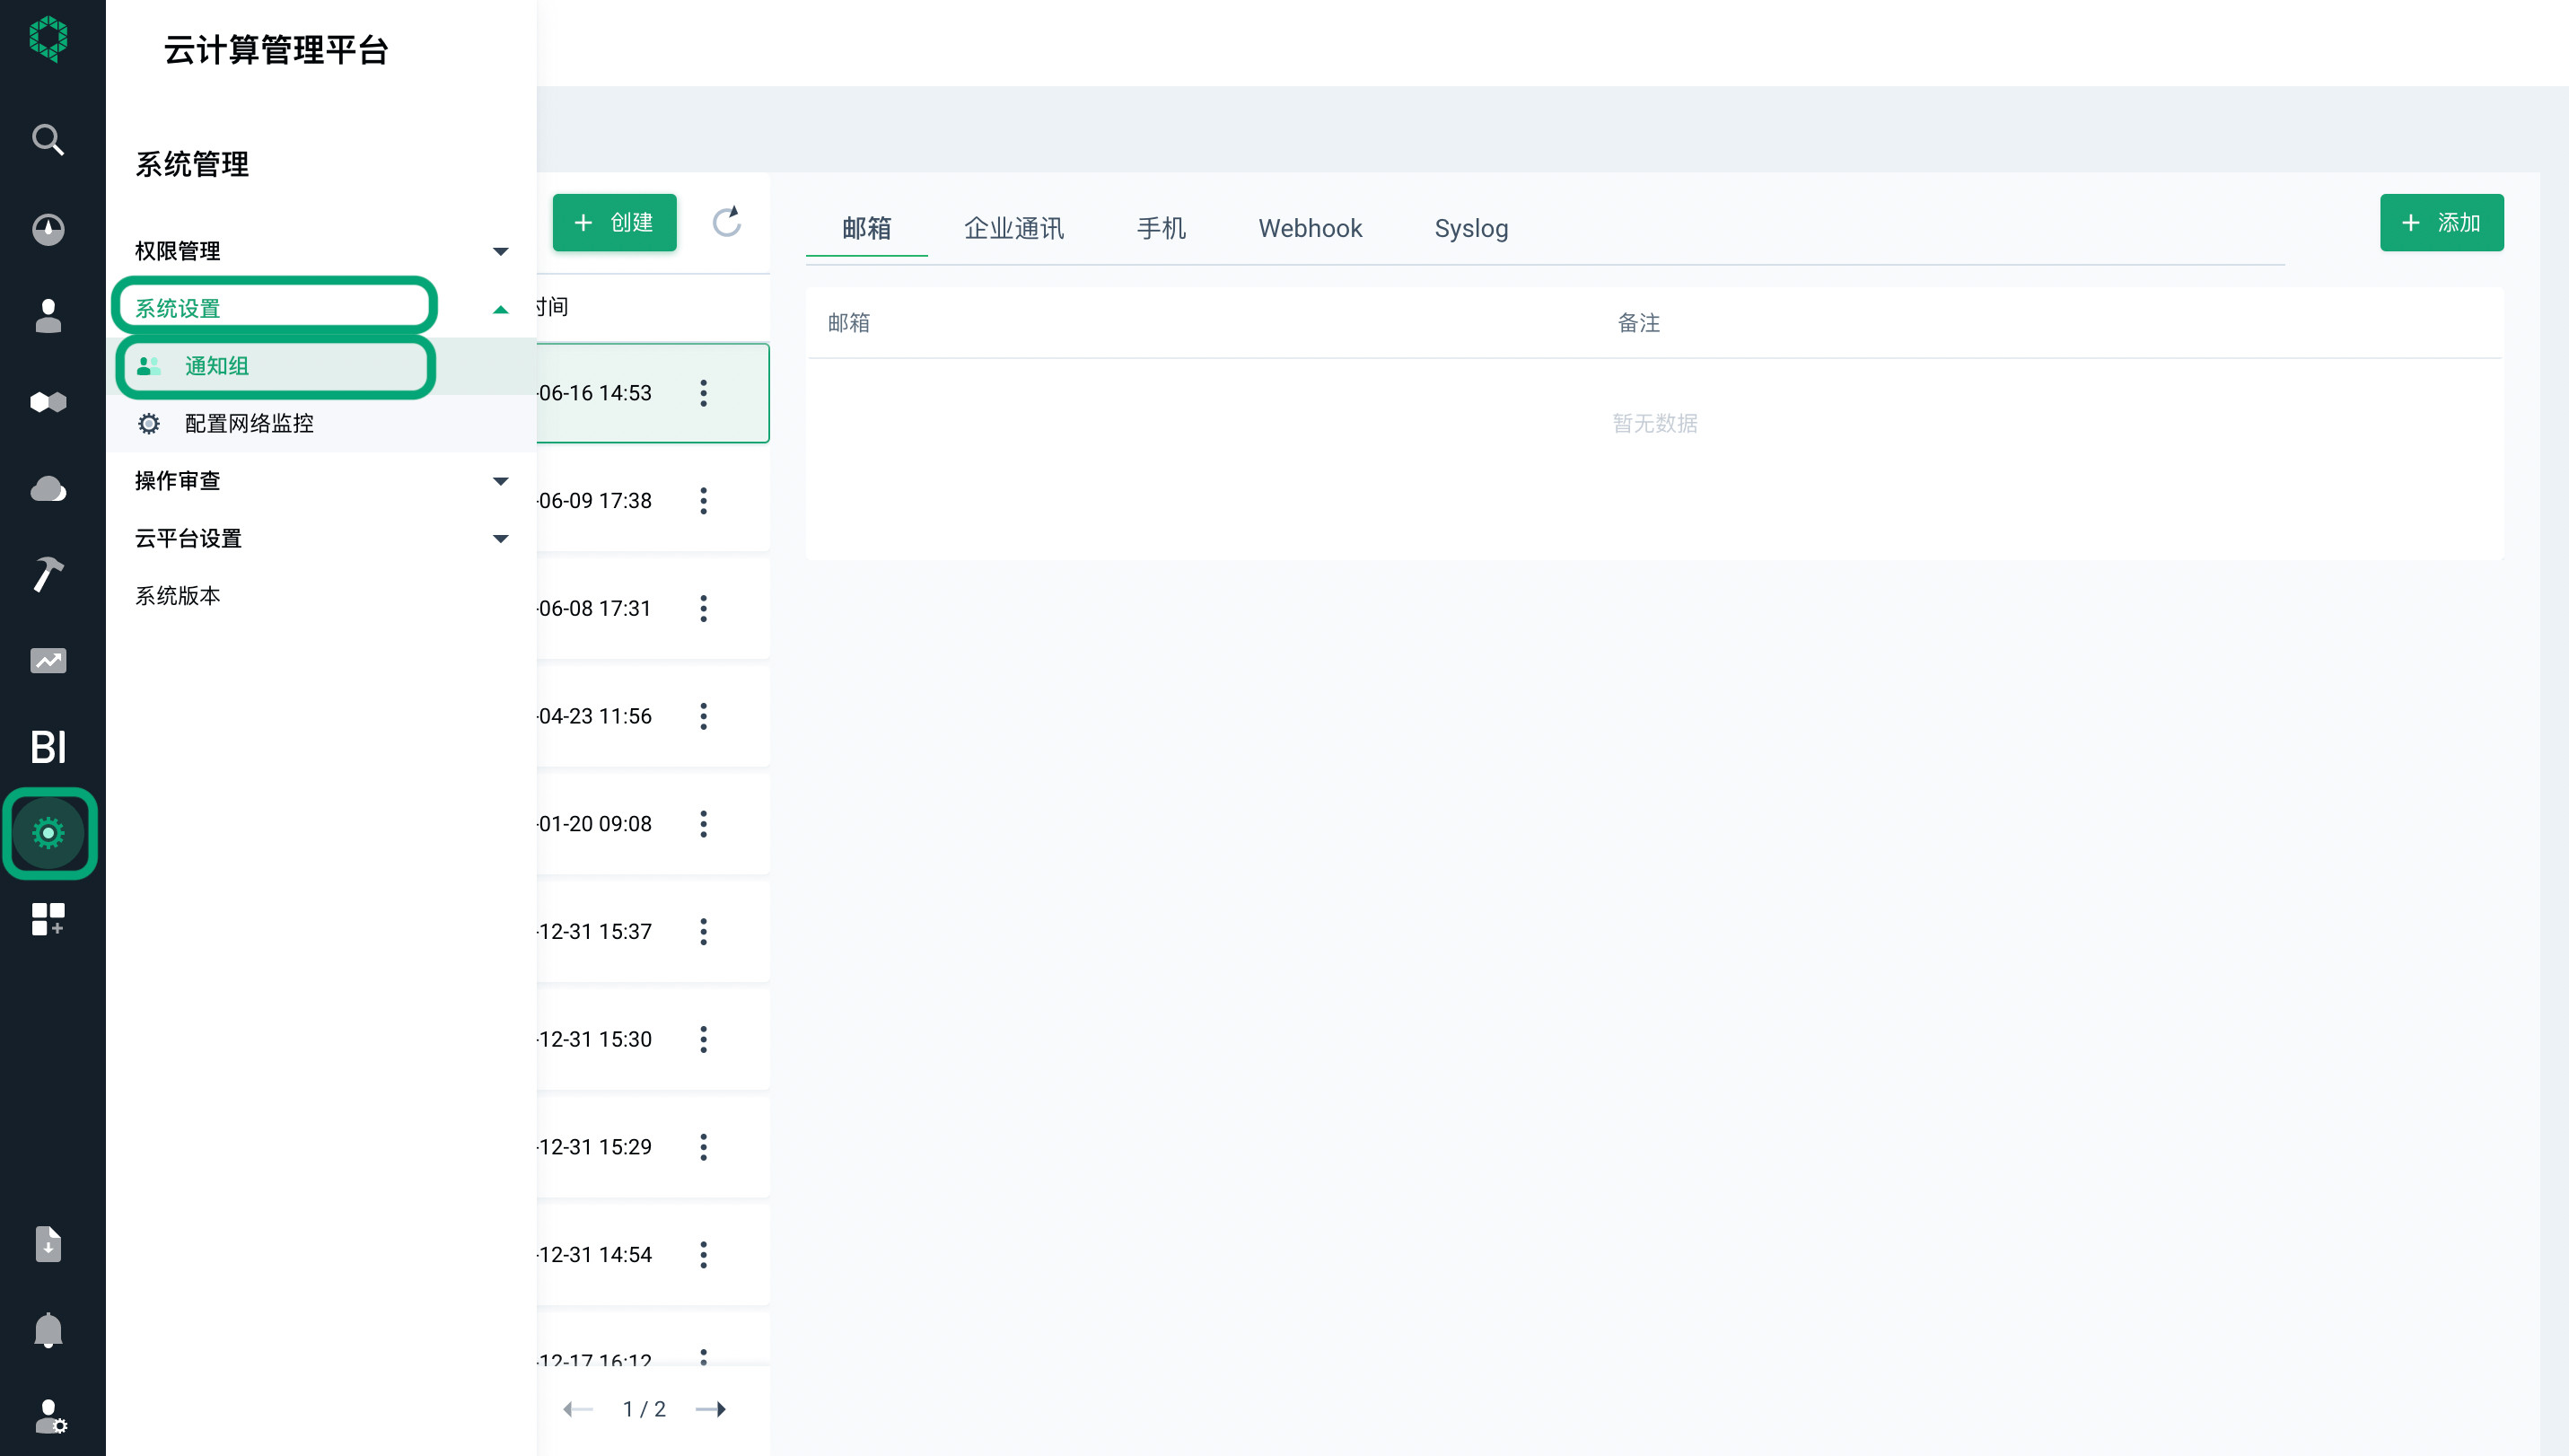 云计算管理平台
系统管理
权限管理
系统设置
通知组
配置网络监控
操作审查
云平台设置
系统版本
BI
+ 创建
时间
-06-16 14:53
-06-09 17:38
-06-08 17:31
-04-23 11:56
-01-20 09:08
-12-31 15:37
-12-31 15:30
-12-31 15:29
-12-31 14:54
-12-17 16:12
1 / 2
邮箱 企业通讯 手机 Webhook Syslog
+ 添加
邮箱 备注
暂无数据